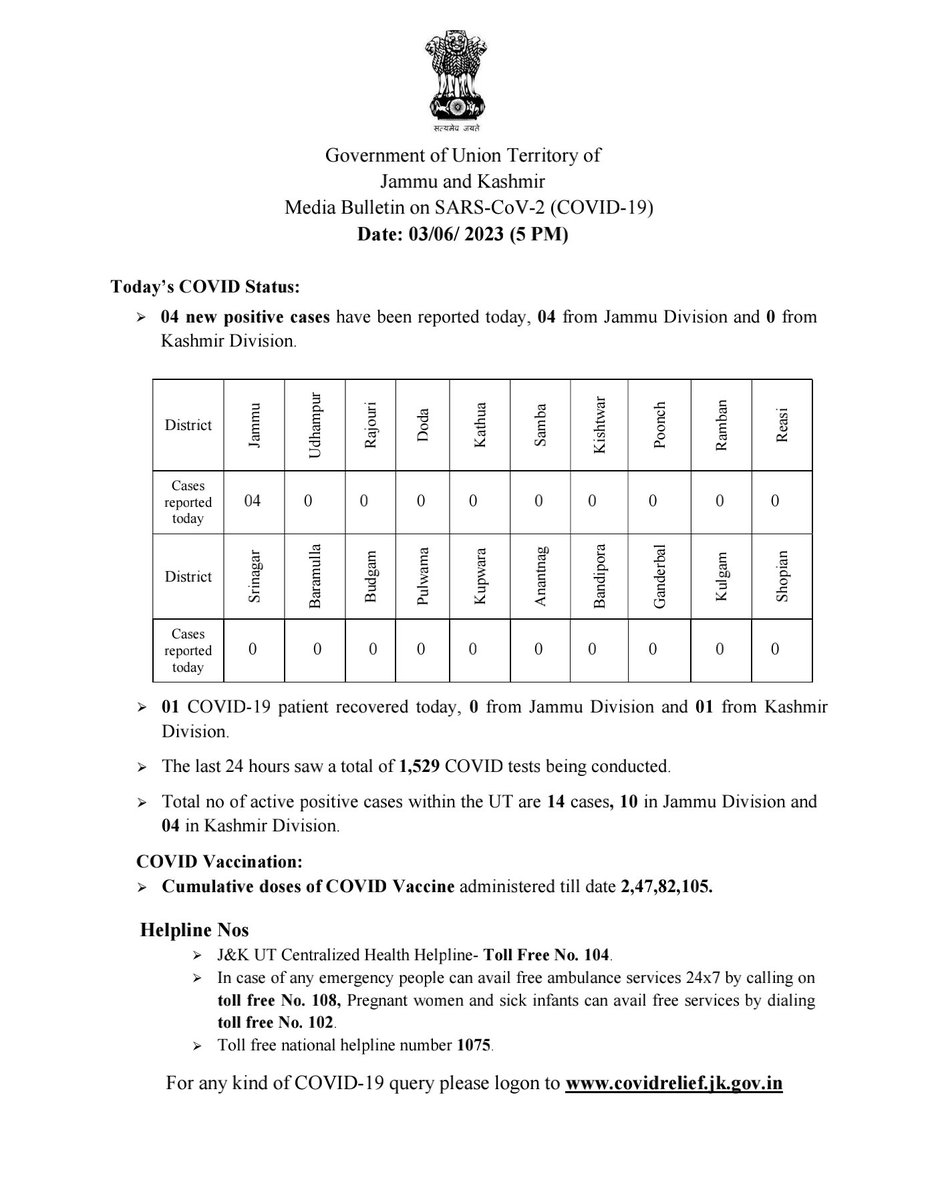 सत्यमेव जयते
Government of Union Territory of
Jammu and Kashmir
Media Bulletin on SARS-CoV-2 (COVID-19)
Date: 03/06/ 2023 (5 PM)
Today’s COVID Status:
➢ 04 new positive cases have been reported today, 04 from Jammu Division and 0 from
Kashmir Division.
District Jammu Udhampur Rajouri Doda Kathua Samba Kishtwar Poonch Ramban Reasi
Cases
reported
today
04 0 0 0 0 0 0 0 0 0
District Srinagar Baramulla Budgam Pulwama Kupwara Anantnag Bandipora Ganderbal Kulgam Shopian
Cases
reported
today
0 0 0 0 0 0 0 0 0 0
➢ 01 COVID-19 patient recovered today, 0 from Jammu Division and 01 from Kashmir
Division.
➢ The last 24 hours saw a total of 1,529 COVID tests being conducted.
➢ Total no of active positive cases within the UT are 14 cases, 10 in Jammu Division and
04 in Kashmir Division.
COVID Vaccination:
➢ Cumulative doses of COVID Vaccine administered till date 2,47,82,105.
Helpline Nos
➢ J&K UT Centralized Health Helpline- Toll Free No. 104.
➢ In case of any emergency people can avail free ambulance services 24x7 by calling on
toll free No. 108, Pregnant women and sick infants can avail free services by dialing
toll free No. 102.
➢ Toll free national helpline number 1075.
For any kind of COVID-19 query please logon to www.covidrelief.jk.gov.in